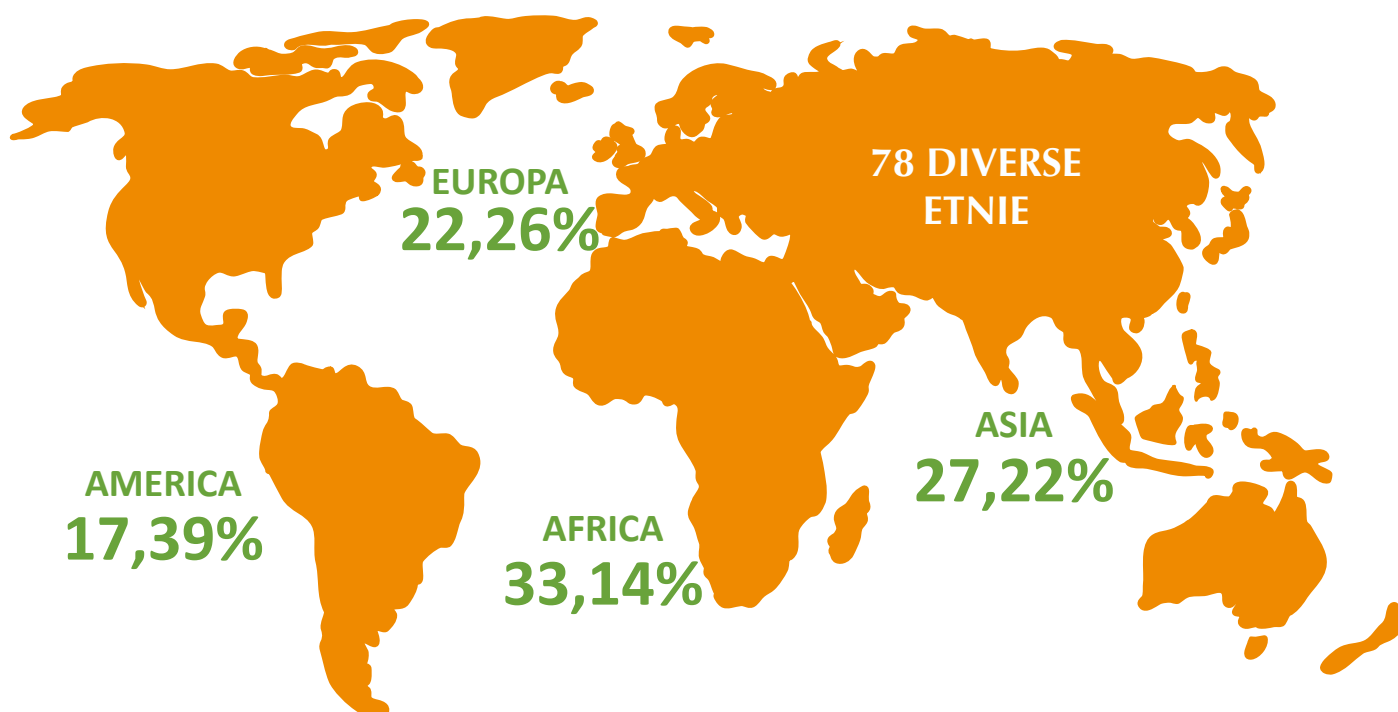 78 DIVERSE
ETNIE
EUROPA
22,26%
ASIA
27,22%
AMERICA
17,39%
AFRICA
33,14%